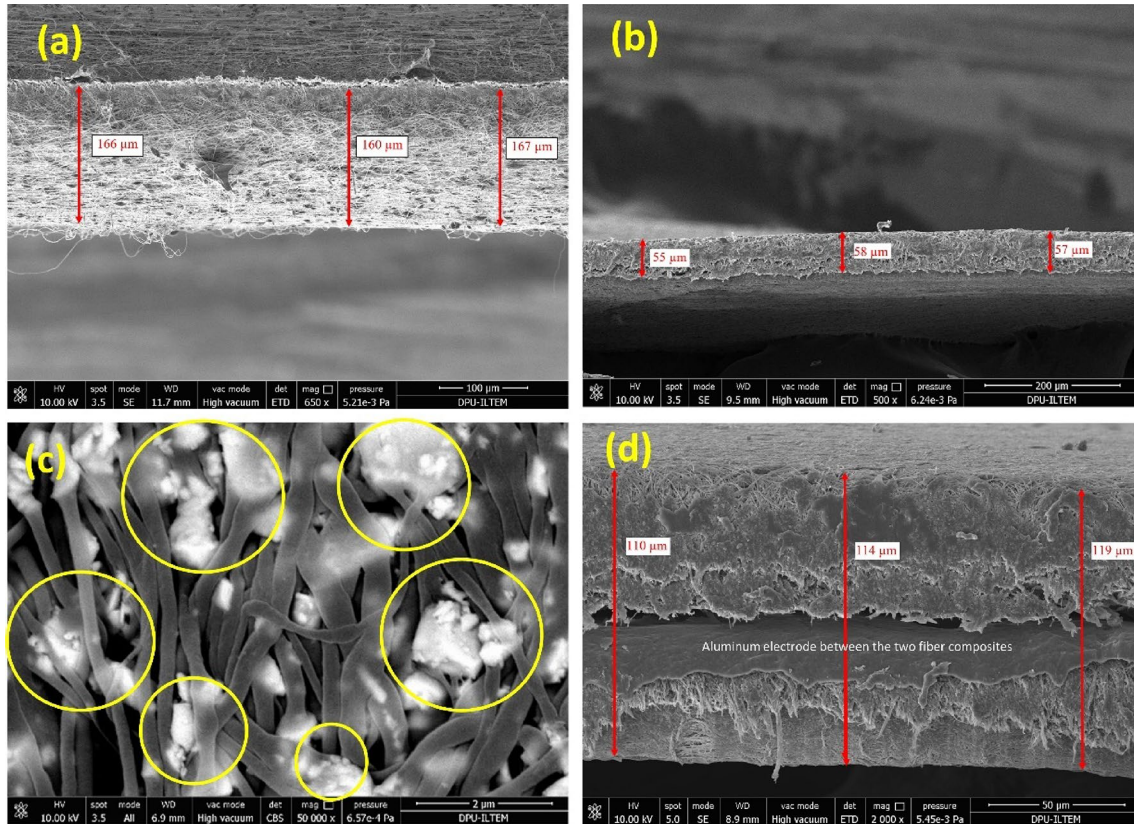 (a)
166 µm
160 µm
167 µm
HV spot mode WD vac mode det mag pressure 100 µm
10.00 kV 3.5 SE 11.7 mm High vacuum ETD 650 x 5.21e-3 Pa DPU-ILTEM
(b)
55 µm
58 µm
57 µm
HV spot mode WD vac mode det mag pressure 200 µm
10.00 kV 3.5 SE 9.5 mm High vacuum ETD 500 x 6.24e-3 Pa DPU-ILTEM
(c)
HV spot mode WD vac mode det mag pressure 2 µm
10.00 kV 3.5 All 6.9 mm High vacuum CBS 50 000 x 6.57e-4 Pa DPU-ILTEM
(d)
110 µm
114 µm
119 µm
Aluminum electrode between the two fiber composites
HV spot mode WD vac mode det mag pressure 50 µm
10.00 kV 5.0 SE 8.9 mm High vacuum ETD 2 000 x 5.45e-3 Pa DPU-ILTEM